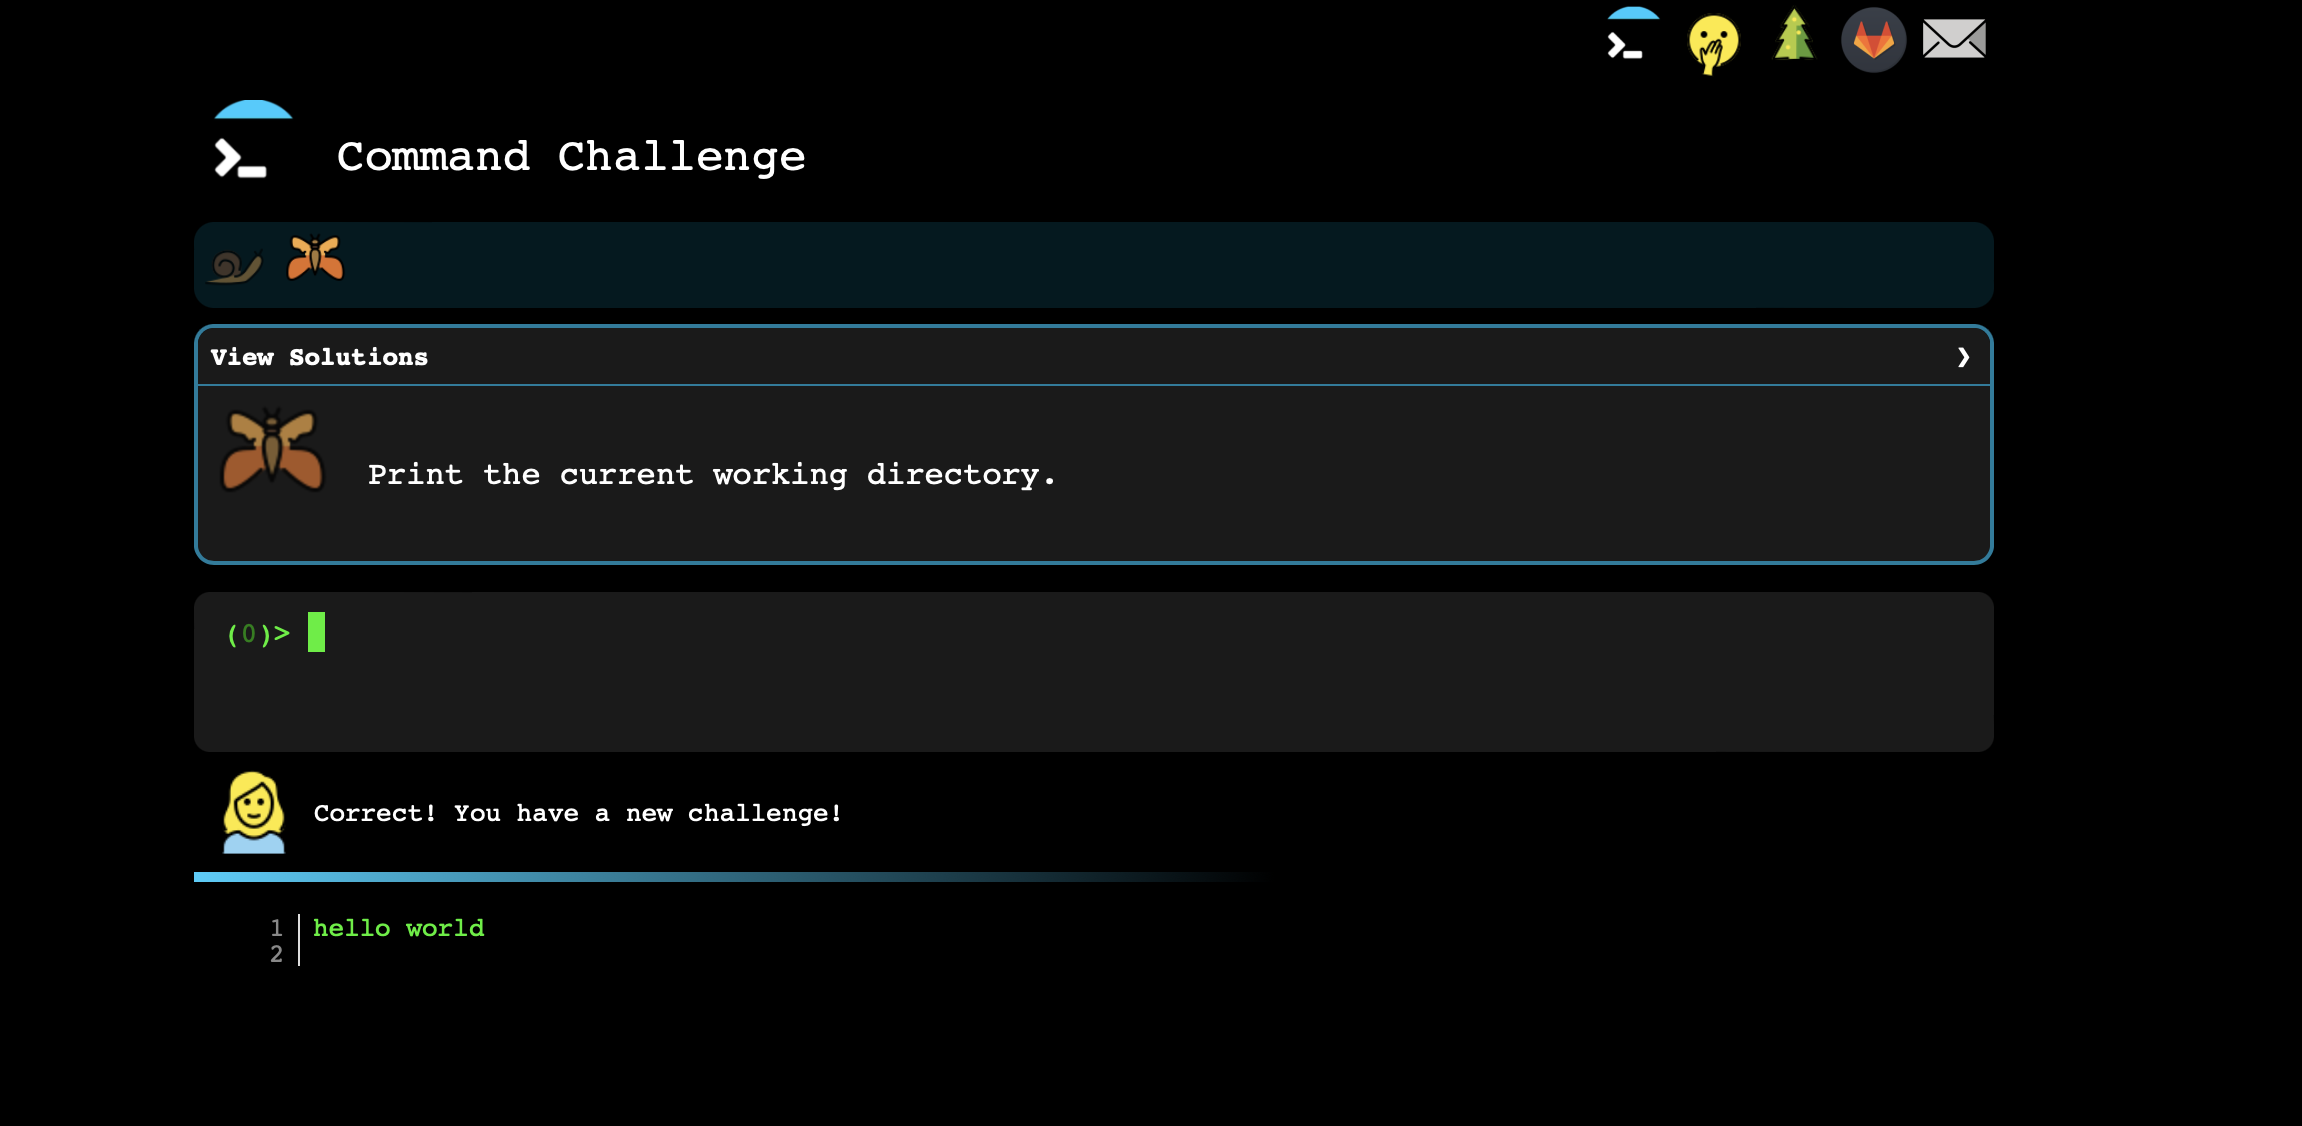 Command Challenge
View Solutions ❯
Print the current working directory.
(0)>
Correct! You have a new challenge!
1 hello world
2